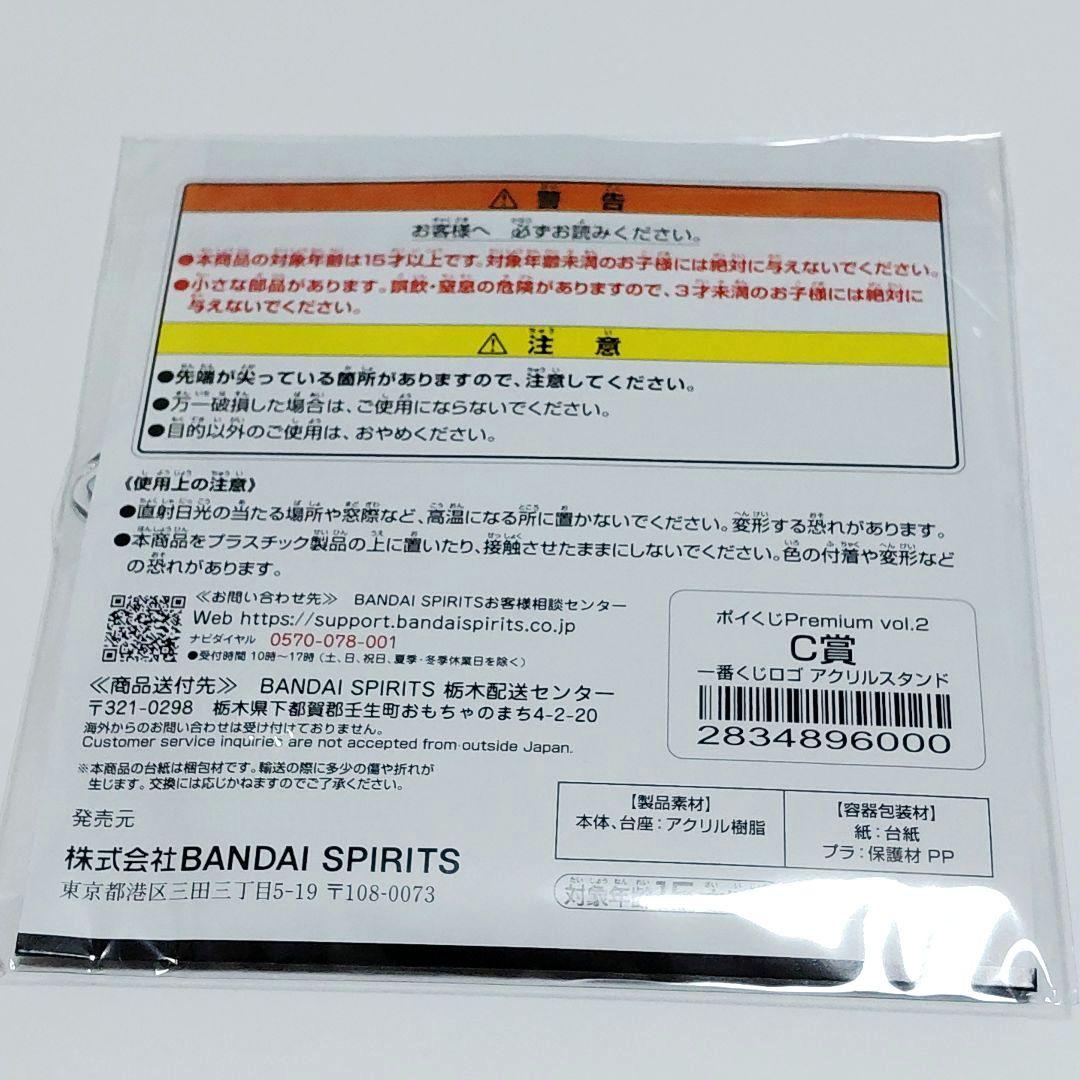 ⚠ 警 告
お客様へ 必ずお読みください。
●本商品の対象年齢は15才以上です。対象年齢未満のお子様には絶対に与えないでください。
●小さな部品があります。誤飲・窒息の危険がありますので、3才未満のお子様には絶対に
与えないでください。
⚠ 注 意
●先端が尖っている箇所がありますので、注意してください。
●万一破損した場合は、ご使用にならないでください。
●目的以外のご使用は、おやめください。
《使用上の注意》
●直射日光の当たる場所や窓際など、高温になる所に置かないでください。変形する恐れがあります。
●本商品をプラスチック製品の上に置いたり、接触させたままにしないでください。色の付着や変形など
の恐れがあります。
≪お問い合わせ先≫ BANDAI SPIRITSお客様相談センター
Web https://support.bandaispirits.co.jp
ナビダイヤル 0570-078-001
●受付時間 10時〜17時(土、日、祝日、夏季・冬季休業日を除く)
≪商品送付先≫ BANDAI SPIRITS 栃木配送センター
〒321-0298 栃木県下都賀郡壬生町おもちゃのまち4-2-20
海外からのお問い合わせは受け付けておりません。
Customer service inquiries are not accepted from outside Japan.
※本商品の台紙は梱包材です。輸送の際に多少の傷や折れが
生じます。交換には応じかねますのでご了承ください。
発売元
株式会社BANDAI SPIRITS
東京都港区三田三丁目5-19 〒108-0073
ポイくじPremium vol.2
C賞
一番くじロゴ アクリルスタンド
2834896000
【製品素材】
本体、台座:アクリル樹脂
【容器包装材】
紙:台紙
プラ:保護材 PP
対象年齢15